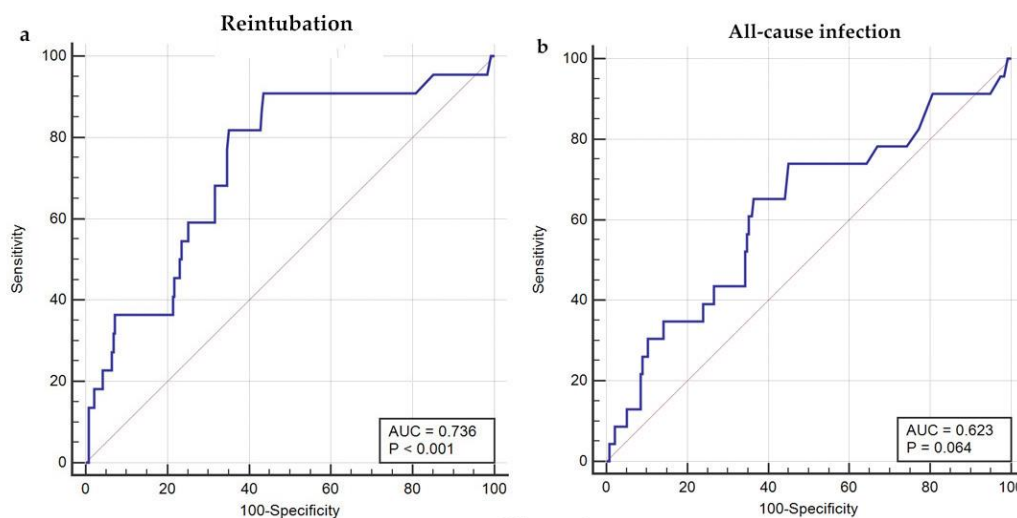 a
Reintubation
100
80
60
40
20
0
Sensitivity
AUC = 0.736
P < 0.001
0 20 40 60 80 100
100-Specificity
b
All-cause infection
100
80
60
40
20
0
Sensitivity
AUC = 0.623
P = 0.064
0 20 40 60 80 100
100-Specificity